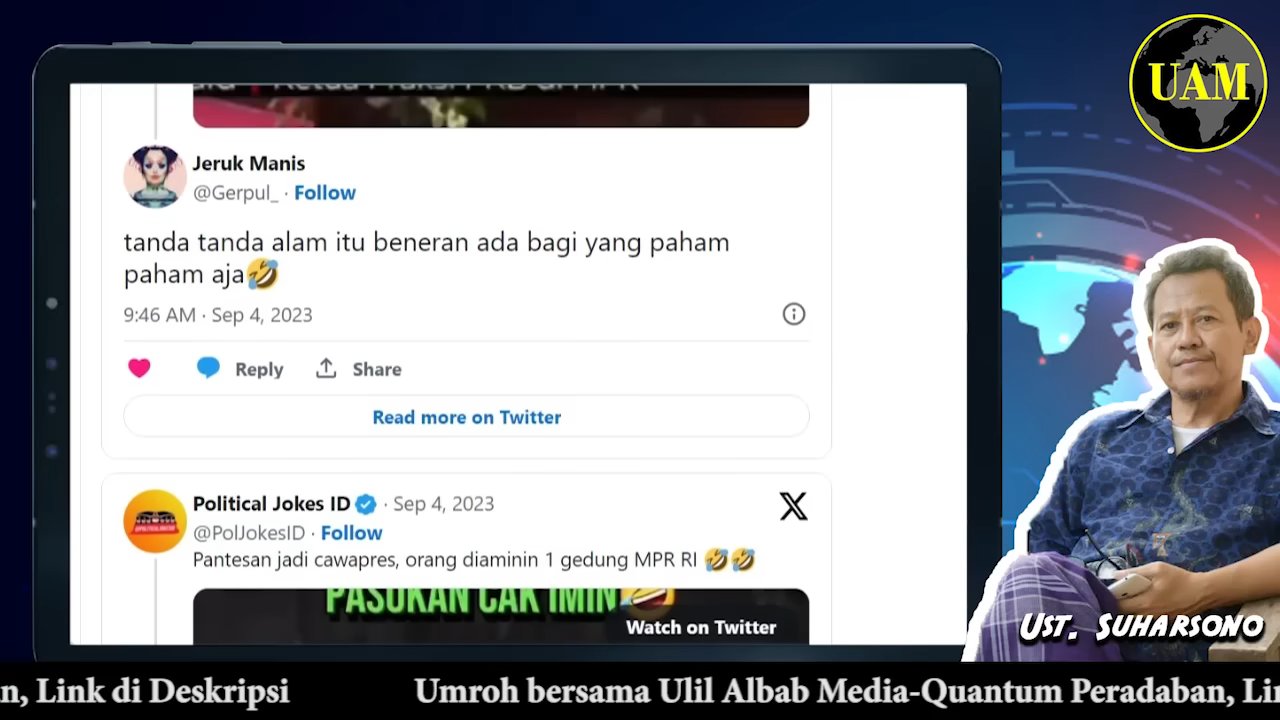 UAM
Jeruk Manis
@Gerpul_ · Follow
tanda tanda alam itu beneran ada bagi yang paham
paham aja🤣
9:46 AM · Sep 4, 2023
Reply
Share
Read more on Twitter
Political Jokes ID · Sep 4, 2023
@PolJokesID · Follow
Pantesan jadi cawapres, orang diaminin 1 gedung MPR RI 🤣🤣
PASUKAN CAK IMIN
Watch on Twitter
UST. SUHARSONO
n, Link di Deskripsi
Umroh bersama Ulil Albab Media-Quantum Peradaban, Lin